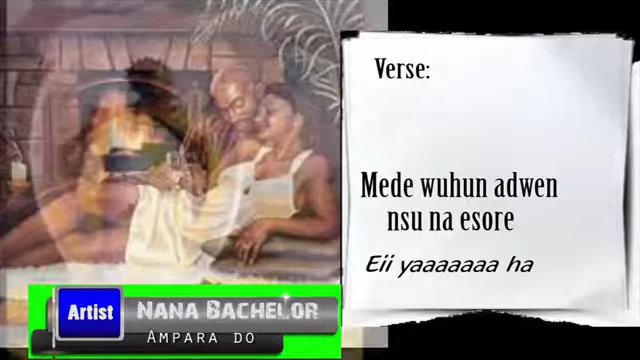 Verse:
Mede wuhun adwen
nsu na esore
Eii yaaaaaaa ha
Artist
NANA BACHELOR
AMPARA DO